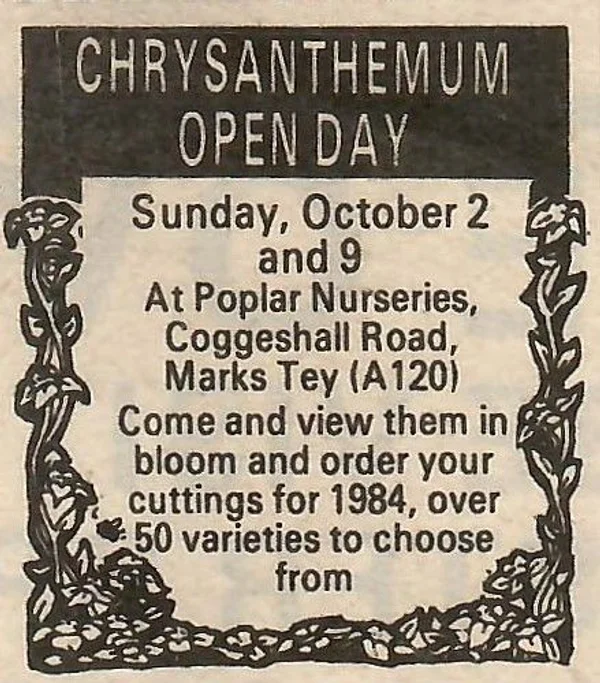 CHRYSANTHEMUM
OPEN DAY
Sunday, October 2
and 9
At Poplar Nurseries,
Coggeshall Road,
Marks Tey (A120)
Come and view them in
bloom and order your
cuttings for 1984, over
50 varieties to choose
from